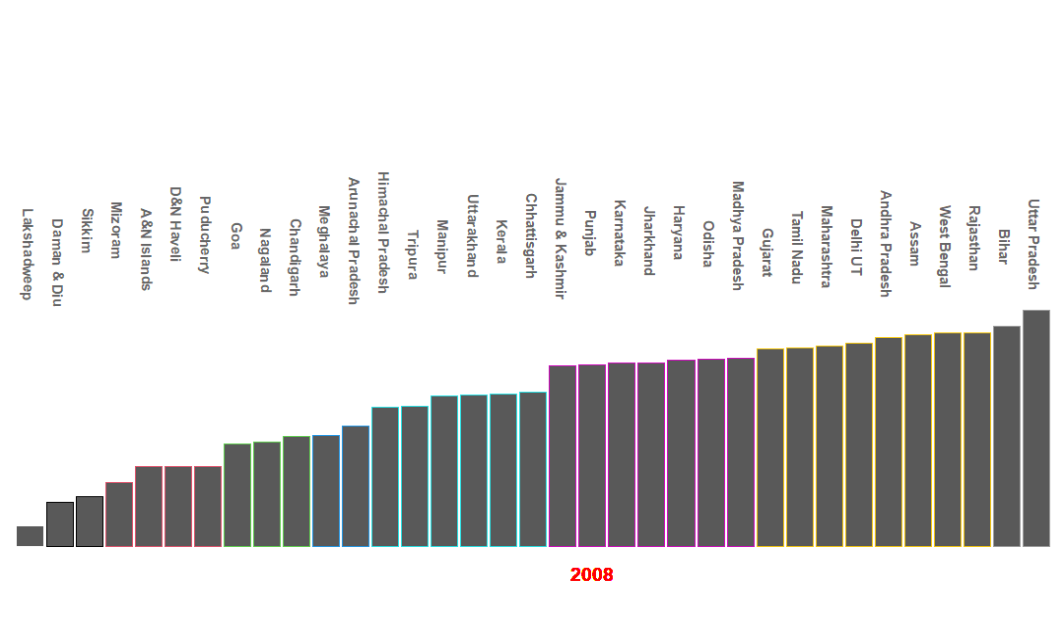 Lakshadweep
Daman & Diu
Sikkim
Mizoram
A&N Islands
D&N Haveli
Puducherry
Goa
Nagaland
Chandigarh
Meghalaya
Arunachal Pradesh
Himachal Pradesh
Tripura
Manipur
Uttarakhand
Kerala
Chhattisgarh
Jammu & Kashmir
Punjab
Karnataka
Jharkhand
Haryana
Odisha
Madhya Pradesh
Gujarat
Tamil Nadu
Maharashtra
Delhi UT
Andhra Pradesh
Assam
West Bengal
Rajasthan
Bihar
Uttar Pradesh
2008